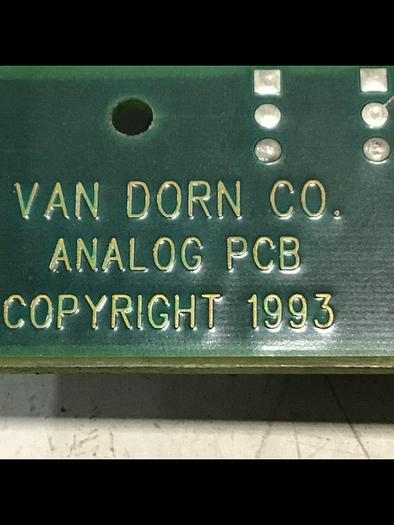 VAN DORN CO.
ANALOG PCB
COPYRIGHT 1993